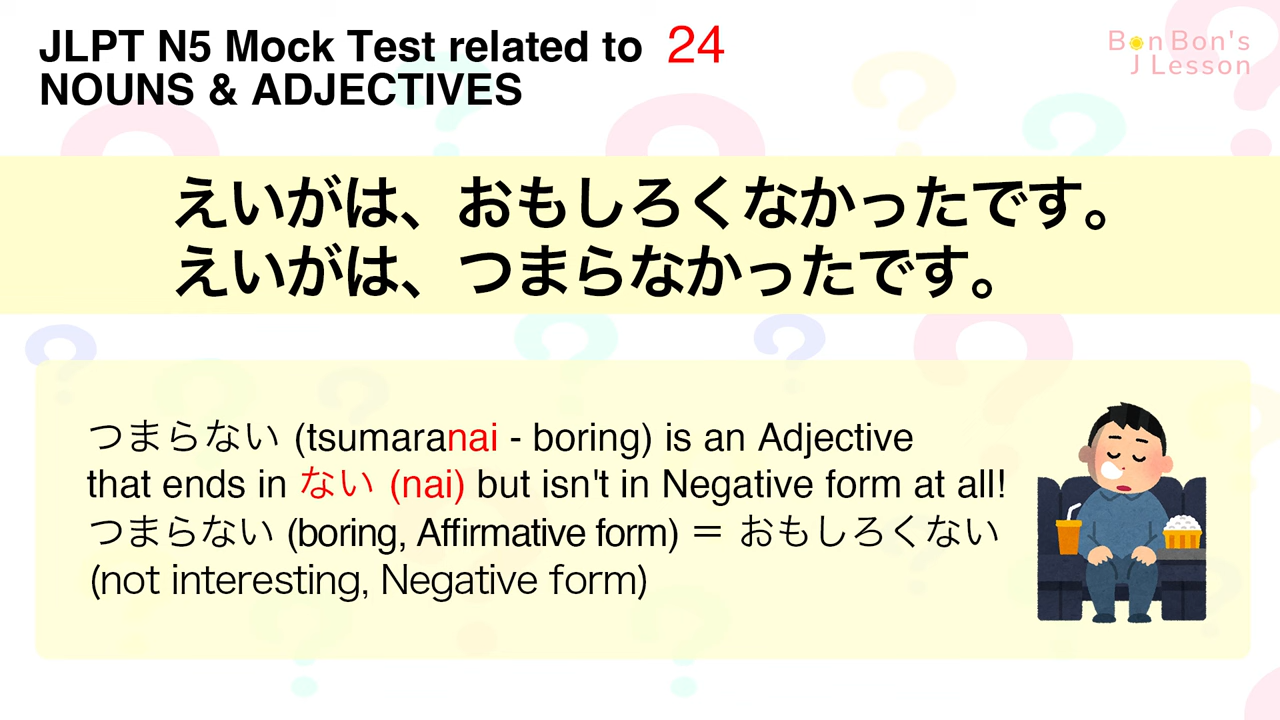 JLPT N5 Mock Test related to 24
NOUNS & ADJECTIVES
BonBon's
J Lesson
えいがは、おもしろくなかったです。
えいがは、つまらなかったです。
つまらない (tsumaranai - boring) is an Adjective
that ends in ない (nai) but isn't in Negative form at all!
つまらない (boring, Affirmative form) ＝ おもしろくない
(not interesting, Negative form)